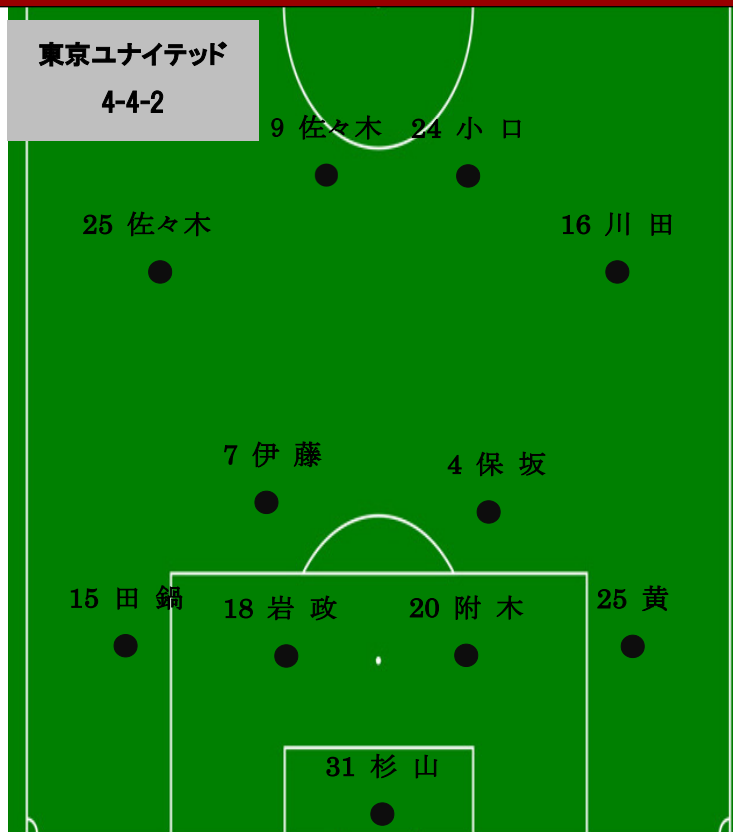 東京ユナイテッド
4-4-2
9 佐々木
24 小 口
25 佐々木
16 川 田
7 伊 藤
4 保 坂
15 田 鍋
18 岩 政
20 附 木
25 黄
31 杉 山